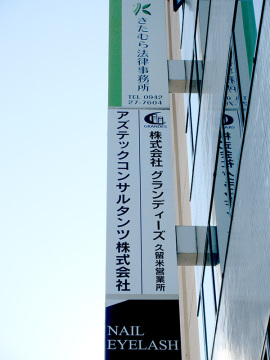 きたむら法律事務所
TEL 0942
27-7604
GRANDES
株式会社 グランディーズ 久留米営業所
アズテックコンサルタンツ株式会社
NAIL
EYELASH